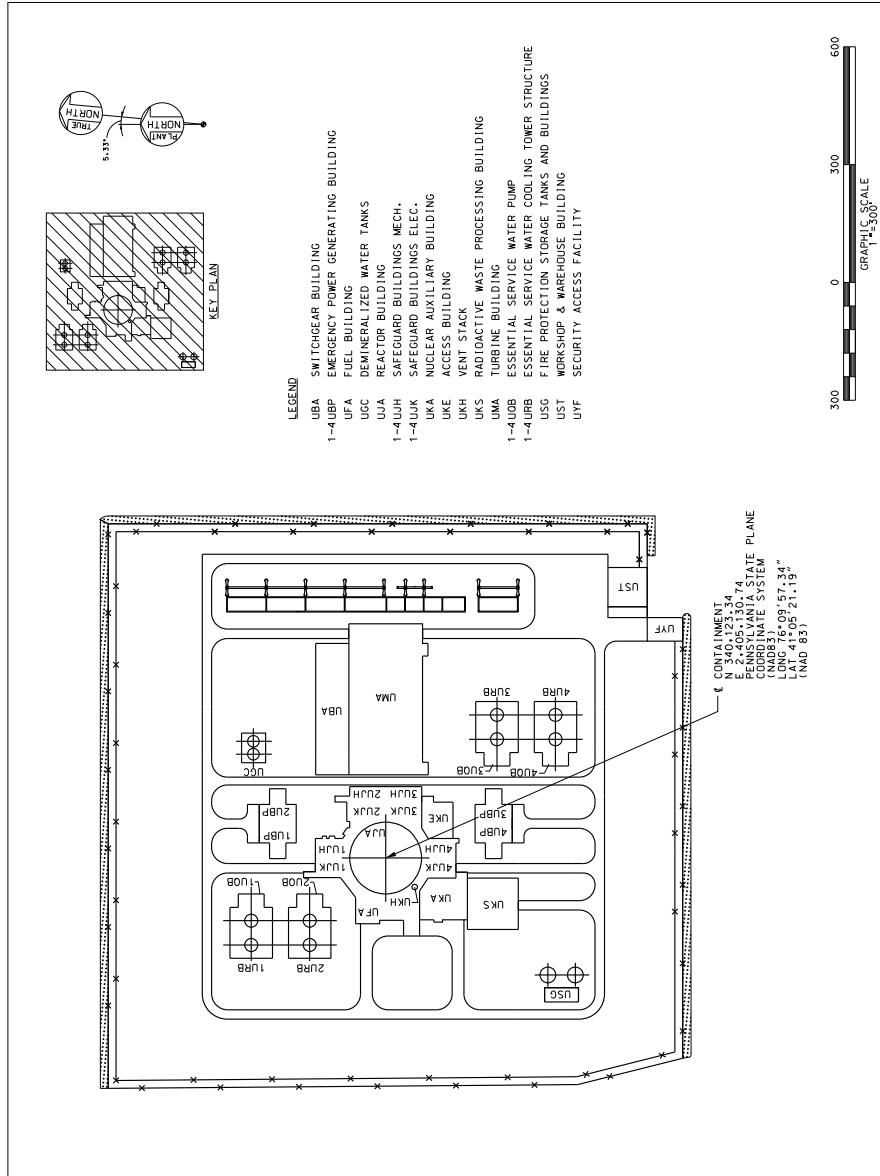 TRUE
NORTH
PLANT
NORTH
5.33°
KEY PLAN
LEGEND
UBA SWITCHGEAR BUILDING
1-4UBP EMERGENCY POWER GENERATING BUILDING
UFA FUEL BUILDING
UGC DEMINERALIZED WATER TANKS
UJA REACTOR BUILDING
1-4UJH SAFEGUARD BUILDINGS MECH.
1-4UJK SAFEGUARD BUILDINGS ELEC.
UKA NUCLEAR AUXILIARY BUILDING
UKE ACCESS BUILDING
UKH VENT STACK
UKS RADIOACTIVE WASTE PROCESSING BUILDING
UMA TURBINE BUILDING
1-4UQB ESSENTIAL SERVICE WATER PUMP
1-4URB ESSENTIAL SERVICE WATER COOLING TOWER STRUCTURE
USG FIRE PROTECTION STORAGE TANKS AND BUILDINGS
UST WORKSHOP & WAREHOUSE BUILDING
UYF SECURITY ACCESS FACILITY
300
0
300
600
GRAPHIC SCALE
1"=300'
UST
UYF
UBA
UMA
3URB
4URB
3UQB
4UQB
UGC
2UBP
1UBP
2UJH
2UJK
3UJH
3UJK
UJA
UKE
3UBP
4UBP
1UJH
1UJK
4UJH
4UJK
UKH
UFA
UKA
UKS
1UQB
2UQB
1URB
2URB
USG
℄ CONTAINMENT
N 340,123.34
E 2,405,130.74
PENNSYLVANIA STATE PLANE
COORDINATE SYSTEM
(NAD83)
LONG 76°09'57.34"
LAT 41°05'21.19"
(NAD 83)